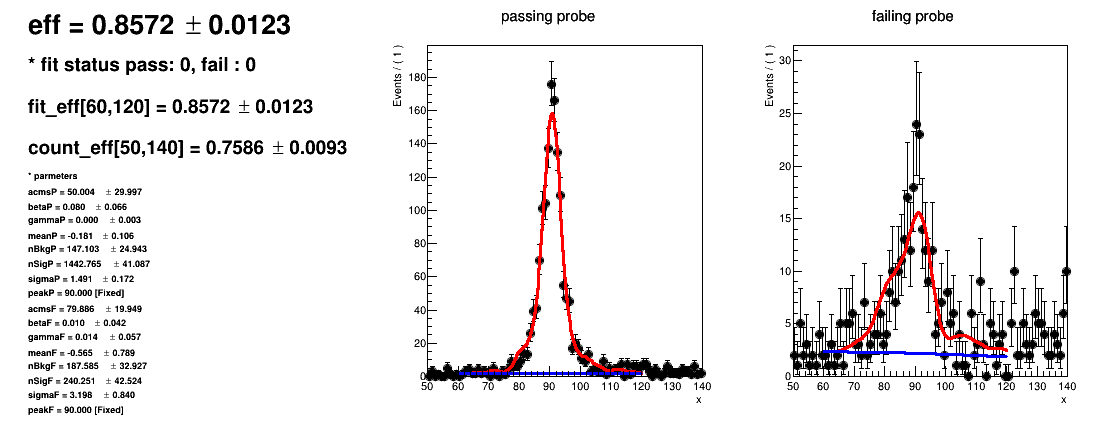 eff = 0.8572 ± 0.0123
* fit status pass: 0, fail : 0
fit_eff[60,120] = 0.8572 ± 0.0123
count_eff[50,140] = 0.7586 ± 0.0093
* parmeters
acmsP = 50.004 ± 29.997
betaP = 0.080 ± 0.066
gammaP = 0.000 ± 0.003
meanP = -0.181 ± 0.106
nBkgP = 147.103 ± 24.943
nSigP = 1442.765 ± 41.087
sigmaP = 1.491 ± 0.172
peakP = 90.000 [Fixed]
acmsF = 79.886 ± 19.949
betaF = 0.010 ± 0.042
gammaF = 0.014 ± 0.057
meanF = -0.565 ± 0.789
nBkgF = 187.585 ± 32.927
nSigF = 240.251 ± 42.524
sigmaF = 3.198 ± 0.840
peakF = 90.000 [Fixed]
passing probe
Events / ( 1 )
180
160
140
120
100
80
60
40
20
0
50 60 70 80 90 100 110 120 130 140
x
failing probe
Events / ( 1 )
30
25
20
15
10
5
0
50 60 70 80 90 100 110 120 130 140
x